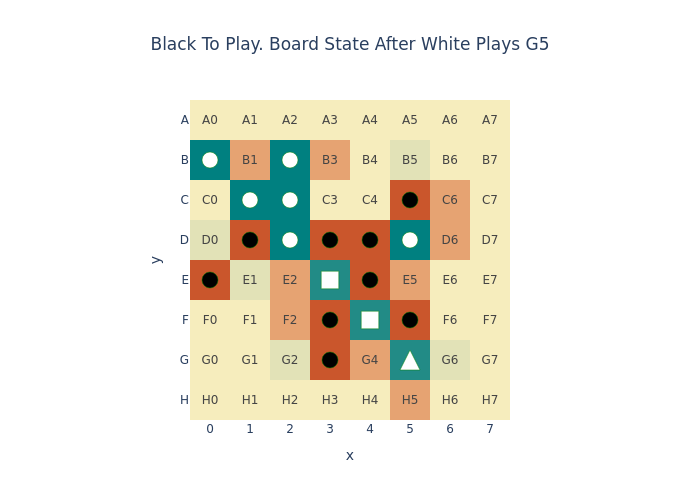 Black To Play. Board State After White Plays G5
A A0 A1 A2 A3 A4 A5 A6 A7
B B1 B3 B4 B5 B6 B7
C C0 C3 C4 C6 C7
D D0 D6 D7
y
E E1 E2 E5 E6 E7
F F0 F1 F2 F6 F7
G G0 G1 G2 G4 G6 G7
H H0 H1 H2 H3 H4 H5 H6 H7
0 1 2 3 4 5 6 7
x